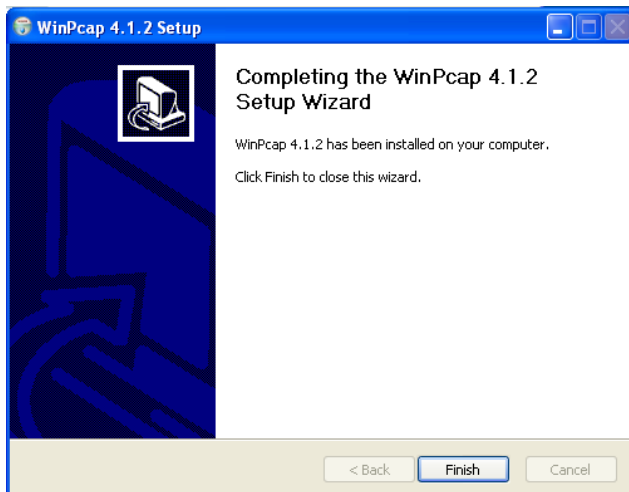 WinPcap 4.1.2 Setup
Completing the WinPcap 4.1.2
Setup Wizard
WinPcap 4.1.2 has been installed on your computer.
Click Finish to close this wizard.
< Back
Finish
Cancel